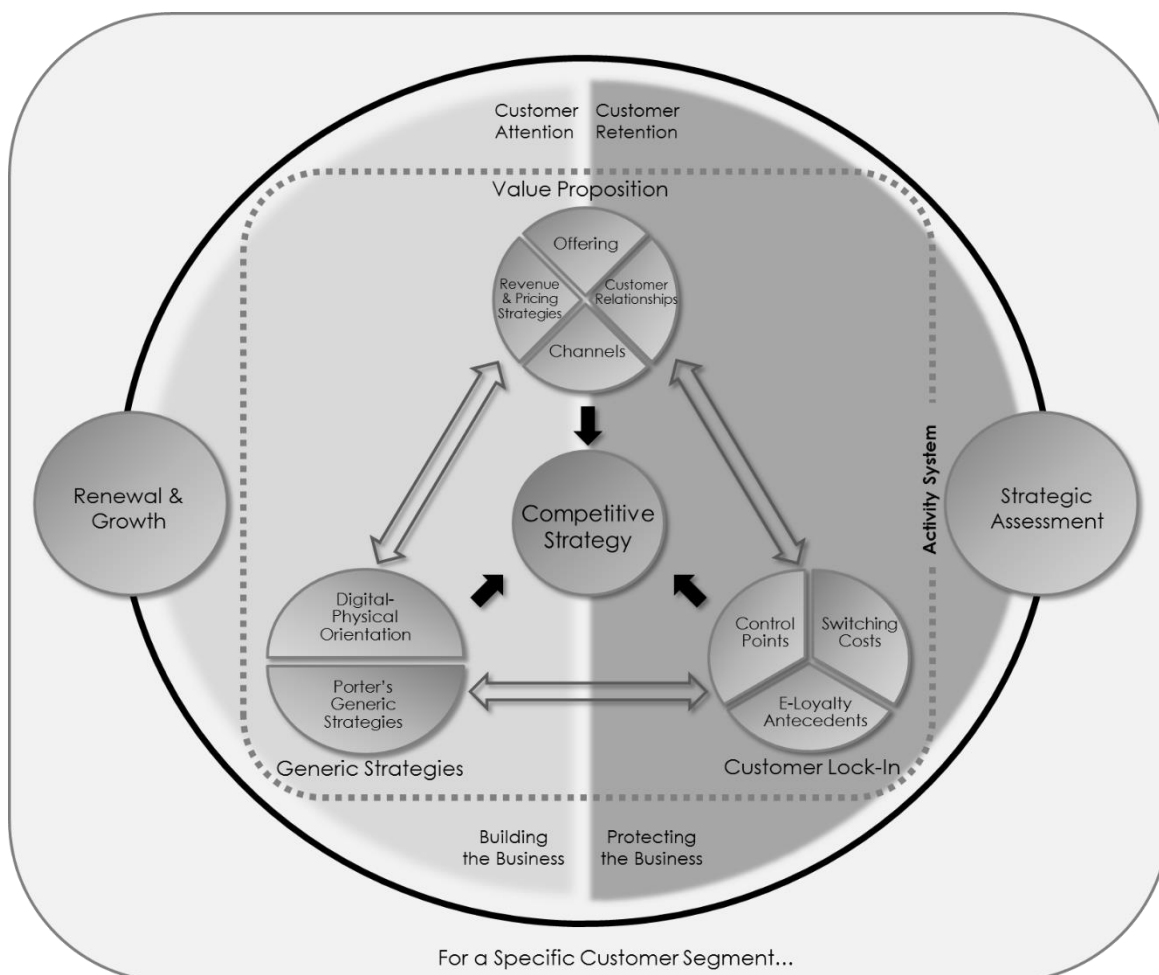 Customer
Attention
Customer
Retention
Value Proposition
Offering
Revenue
& Pricing
Strategies
Customer
Relationships
Channels
Renewal &
Growth
Competitive
Strategy
Activity System
Strategic
Assessment
Digital-
Physical
Orientation
Porter's
Generic
Strategies
Generic Strategies
Control
Points
Switching
Costs
E-Loyalty
Antecedents
Customer Lock-In
Building
the Business
Protecting
the Business
For a Specific Customer Segment...